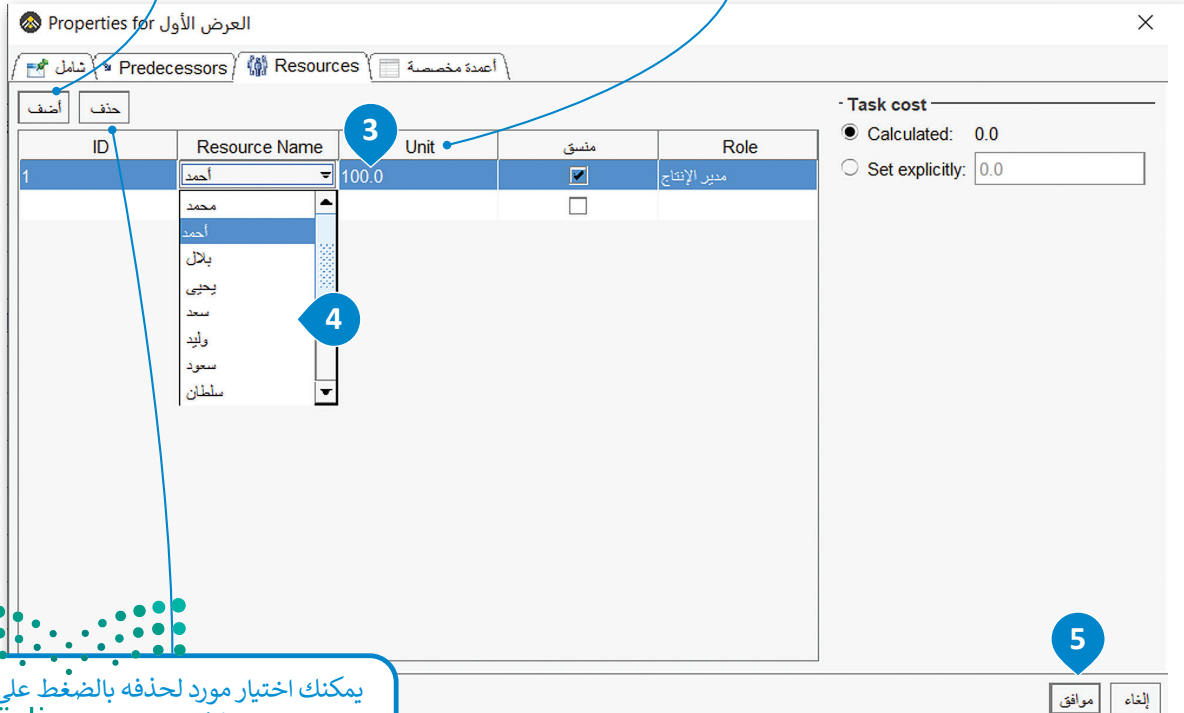 Properties for العرض الأول
شامل Predecessors Resources أعمدة مخصصة
أضف حذف
ID Resource Name Unit منسق Role
1 أحمد 100.0 مدير الإنتاج
3
محمد
أحمد
بلال
يحيى
سعد
وليد
سعود
سلطان
4
Task cost
Calculated: 0.0
Set explicitly: 0.0
5
موافق إلغاء
يمكنك اختيار مورد لحذفه بالضغط على